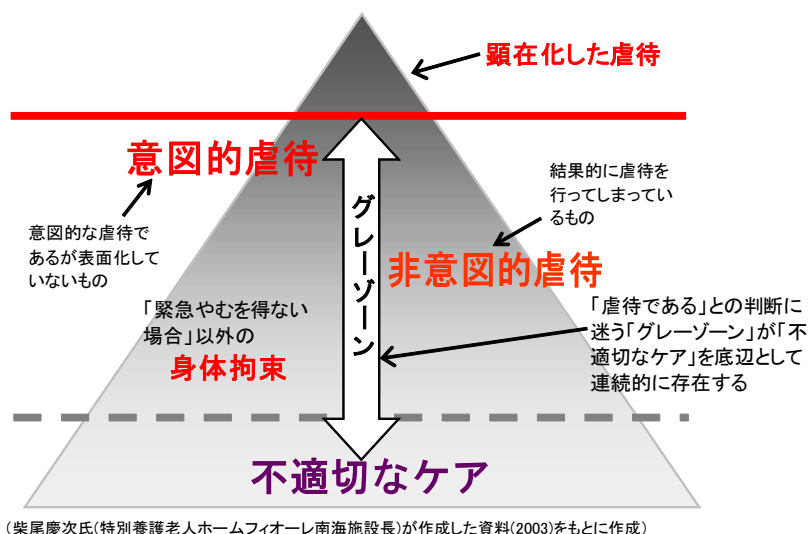 顕在化した虐待
意図的虐待
結果的に虐待を
行ってしまってい
るもの
意図的な虐待で
あるが表面化して
いないもの
グレーゾーン
非意図的虐待
「緊急やむを得ない
場合」以外の
身体拘束
「虐待である」との判断に
迷う「グレーゾーン」が「不
適切なケア」を底辺として
連続的に存在する
不適切なケア
(柴尾慶次氏(特別養護老人ホームフィオーレ南海施設長)が作成した資料(2003)をもとに作成)